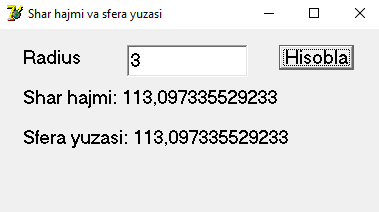 Shar hajmi va sfera yuzasi
Radius 3 Hisobla
Shar hajmi: 113,097335529233
Sfera yuzasi: 113,097335529233